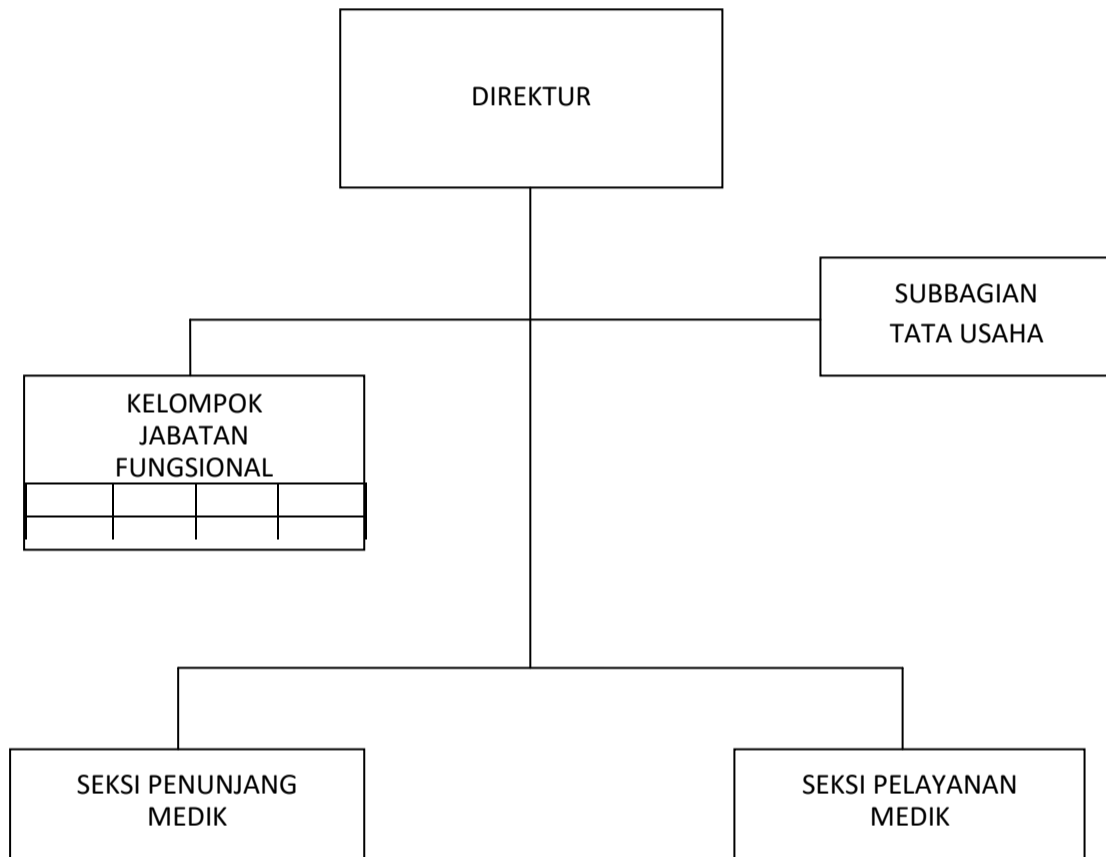 DIREKTUR
SUBBAGIAN
TATA USAHA
KELOMPOK
JABATAN
FUNGSIONAL
SEKSI PENUNJANG
MEDIK
SEKSI PELAYANAN
MEDIK